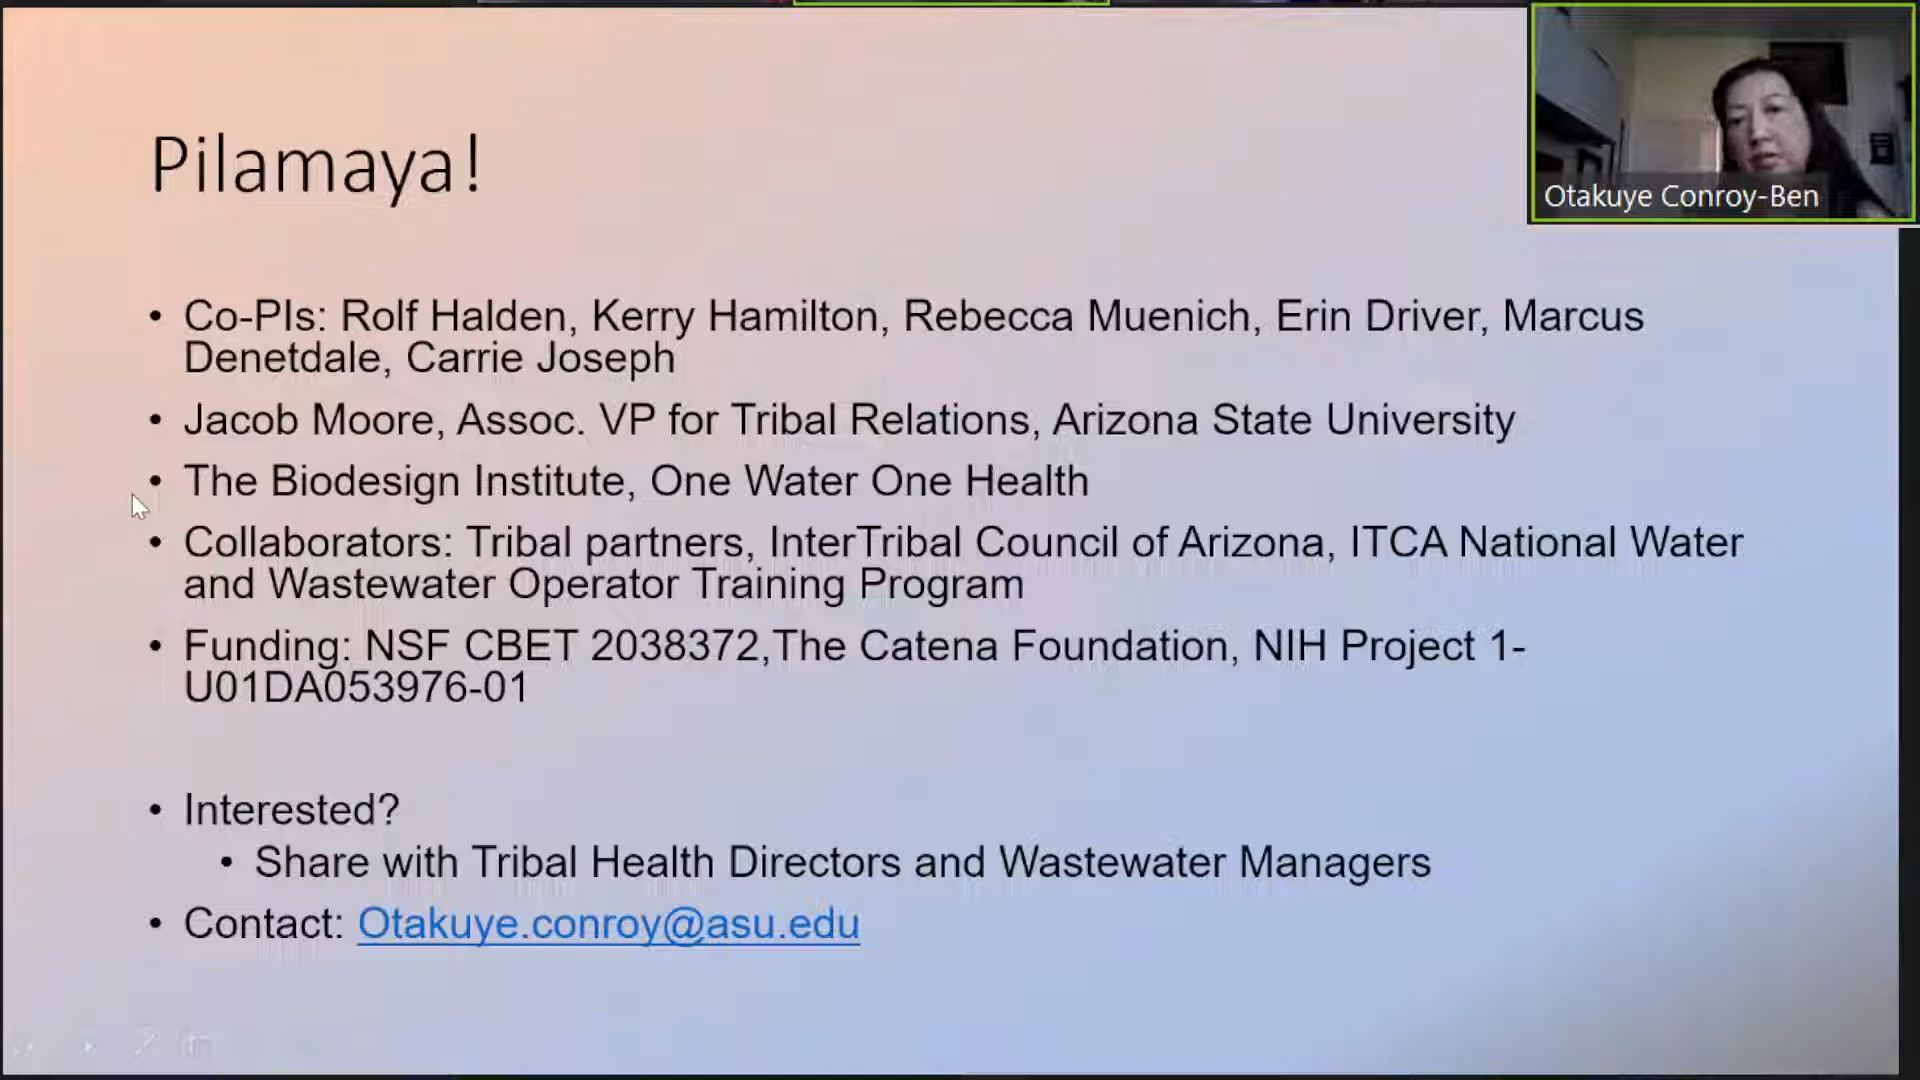 Pilamaya!
Otakuye Conroy-Ben
• Co-PIs: Rolf Halden, Kerry Hamilton, Rebecca Muenich, Erin Driver, Marcus
Denetdale, Carrie Joseph
• Jacob Moore, Assoc. VP for Tribal Relations, Arizona State University
• The Biodesign Institute, One Water One Health
• Collaborators: Tribal partners, InterTribal Council of Arizona, ITCA National Water
and Wastewater Operator Training Program
• Funding: NSF CBET 2038372,The Catena Foundation, NIH Project 1-
U01DA053976-01
• Interested?
• Share with Tribal Health Directors and Wastewater Managers
• Contact: Otakuye.conroy@asu.edu